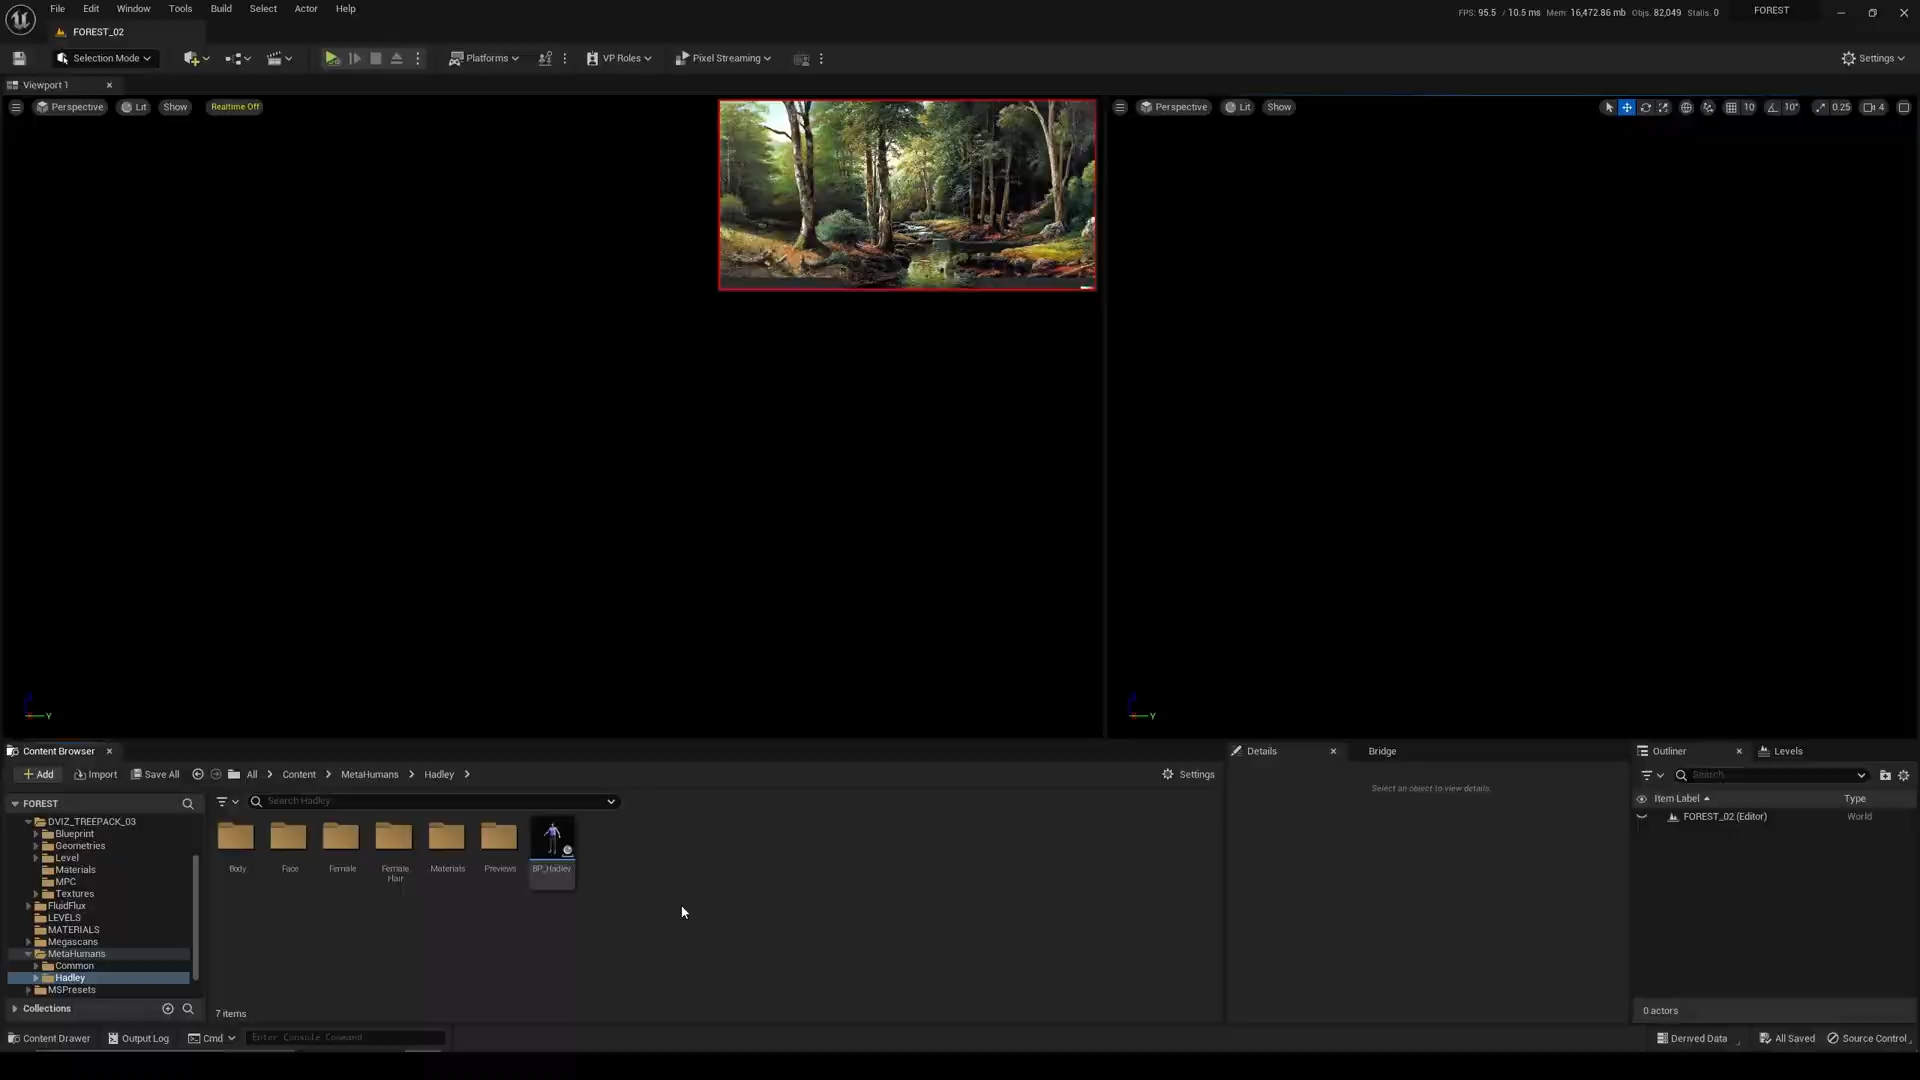 File Edit Window Tools Build Select Actor Help
FPS: 95.5 / 10.5 ms Mem: 16,472.86 mb Objs: 82,049 Stalls: 0 FOREST
FOREST_02
Selection Mode Platforms VP Roles Pixel Streaming Settings
Viewport 1
Perspective Lit Show Realtime Off
Perspective Lit Show 10 10° 0.25 4
Y
Y
Content Browser
Add Import Save All All Content MetaHumans Hadley Settings
FOREST
Search Hadley
DVIZ_TREEPACK_03
Blueprint
Geometries
Level
Materials
MPC
Textures
FluidFlux
LEVELS
MATERIALS
Megascans
MetaHumans
Common
Hadley
MSPresets
Collections
Body Face Female Female Hair Materials Previews BP_Hadley
7 items
Details Bridge
Select an object to view details.
Outliner Levels
Search...
Item Label Type
FOREST_02 (Editor) World
0 actors
Content Drawer Output Log Cmd Enter Console Command
Derived Data All Saved Source Control